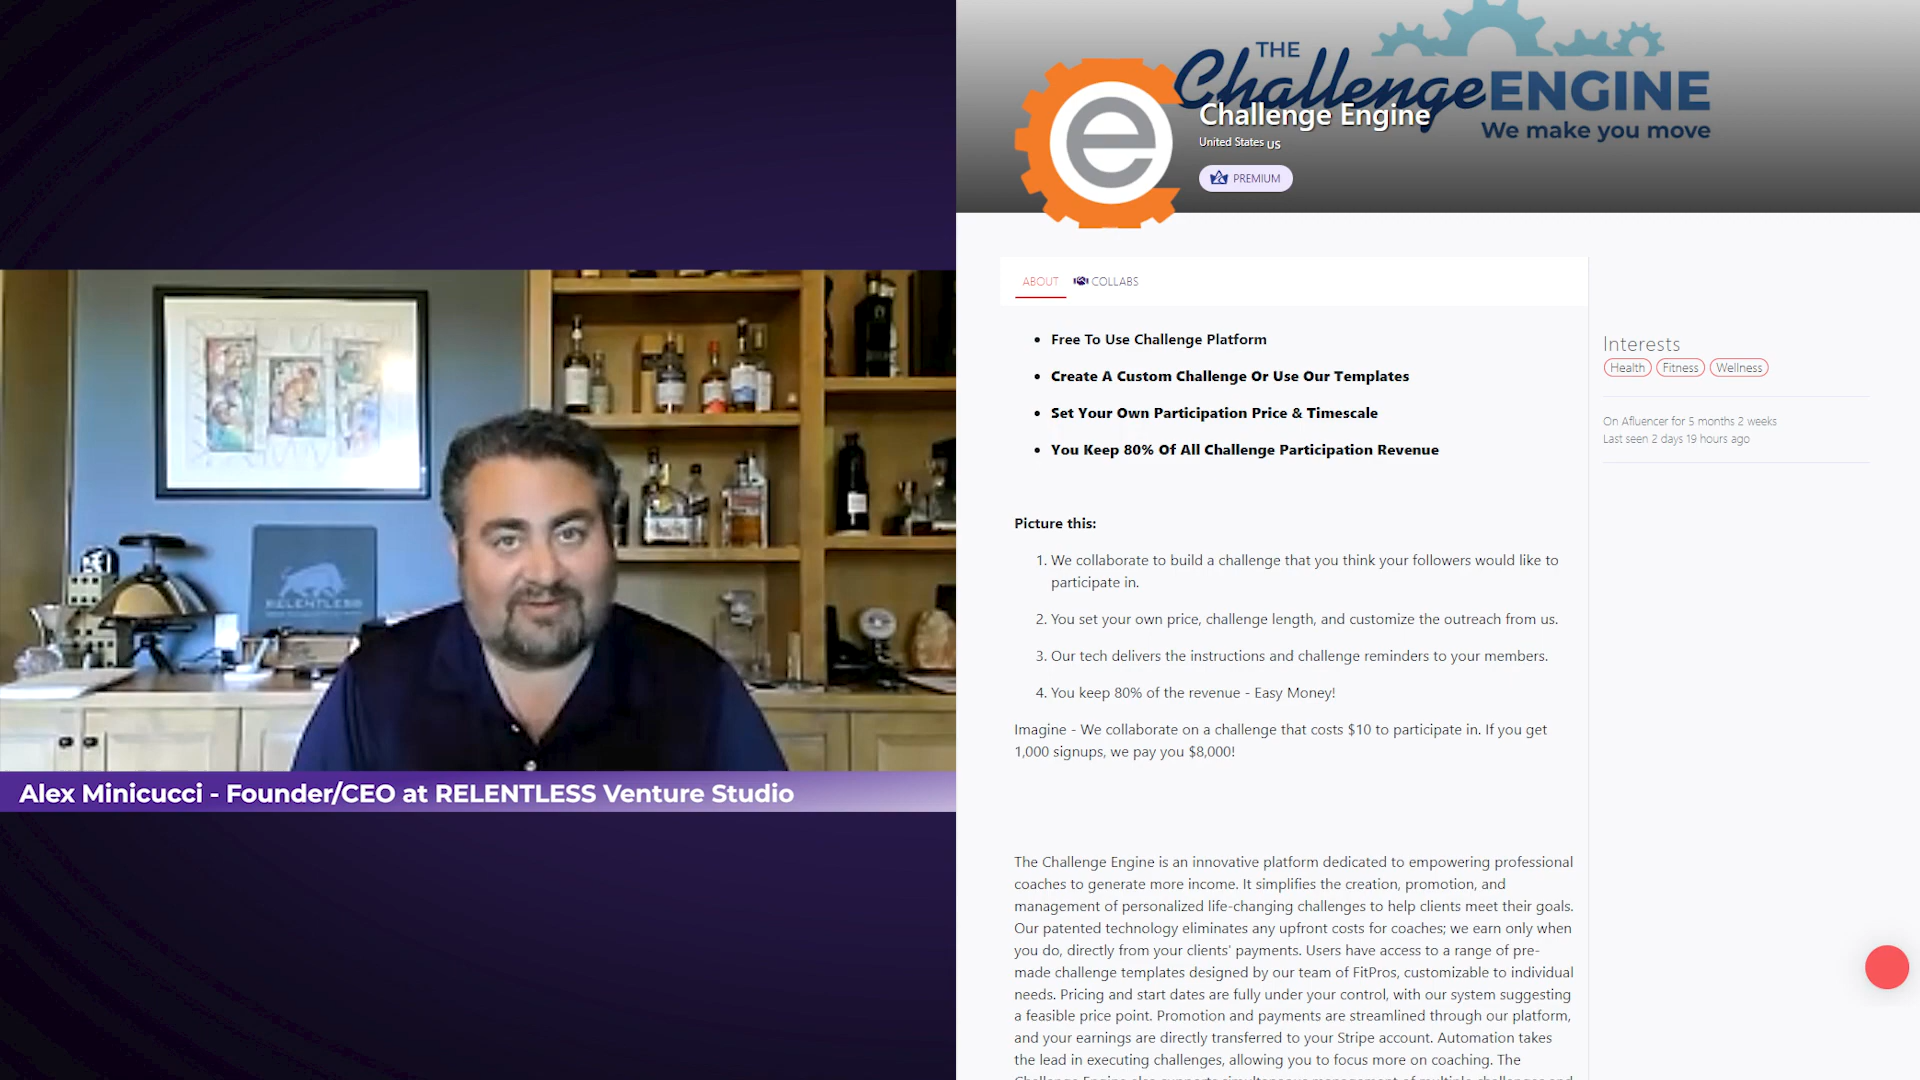 RELENTLESS
Alex Minicucci - Founder/CEO at RELENTLESS Venture Studio
THE
Challenge ENGINE
We make you move
e
Challenge Engine
United States US
PREMIUM
ABOUT COLLABS
• Free To Use Challenge Platform
• Create A Custom Challenge Or Use Our Templates
• Set Your Own Participation Price & Timescale
• You Keep 80% Of All Challenge Participation Revenue
Picture this:
1. We collaborate to build a challenge that you think your followers would like to
participate in.
2. You set your own price, challenge length, and customize the outreach from us.
3. Our tech delivers the instructions and challenge reminders to your members.
4. You keep 80% of the revenue - Easy Money!
Imagine - We collaborate on a challenge that costs $10 to participate in. If you get
1,000 signups, we pay you $8,000!
The Challenge Engine is an innovative platform dedicated to empowering professional
coaches to generate more income. It simplifies the creation, promotion, and
management of personalized life-changing challenges to help clients meet their goals.
Our patented technology eliminates any upfront costs for coaches; we earn only when
you do, directly from your clients' payments. Users have access to a range of pre-
made challenge templates designed by our team of FitPros, customizable to individual
needs. Pricing and start dates are fully under your control, with our system suggesting
a feasible price point. Promotion and payments are streamlined through our platform,
and your earnings are directly transferred to your Stripe account. Automation takes
the lead in executing challenges, allowing you to focus more on coaching. The
Challenge Engine also supports simultaneous management of multiple challenges and
Interests
Health Fitness Wellness
On Afluencer for 5 months 2 weeks
Last seen 2 days 19 hours ago